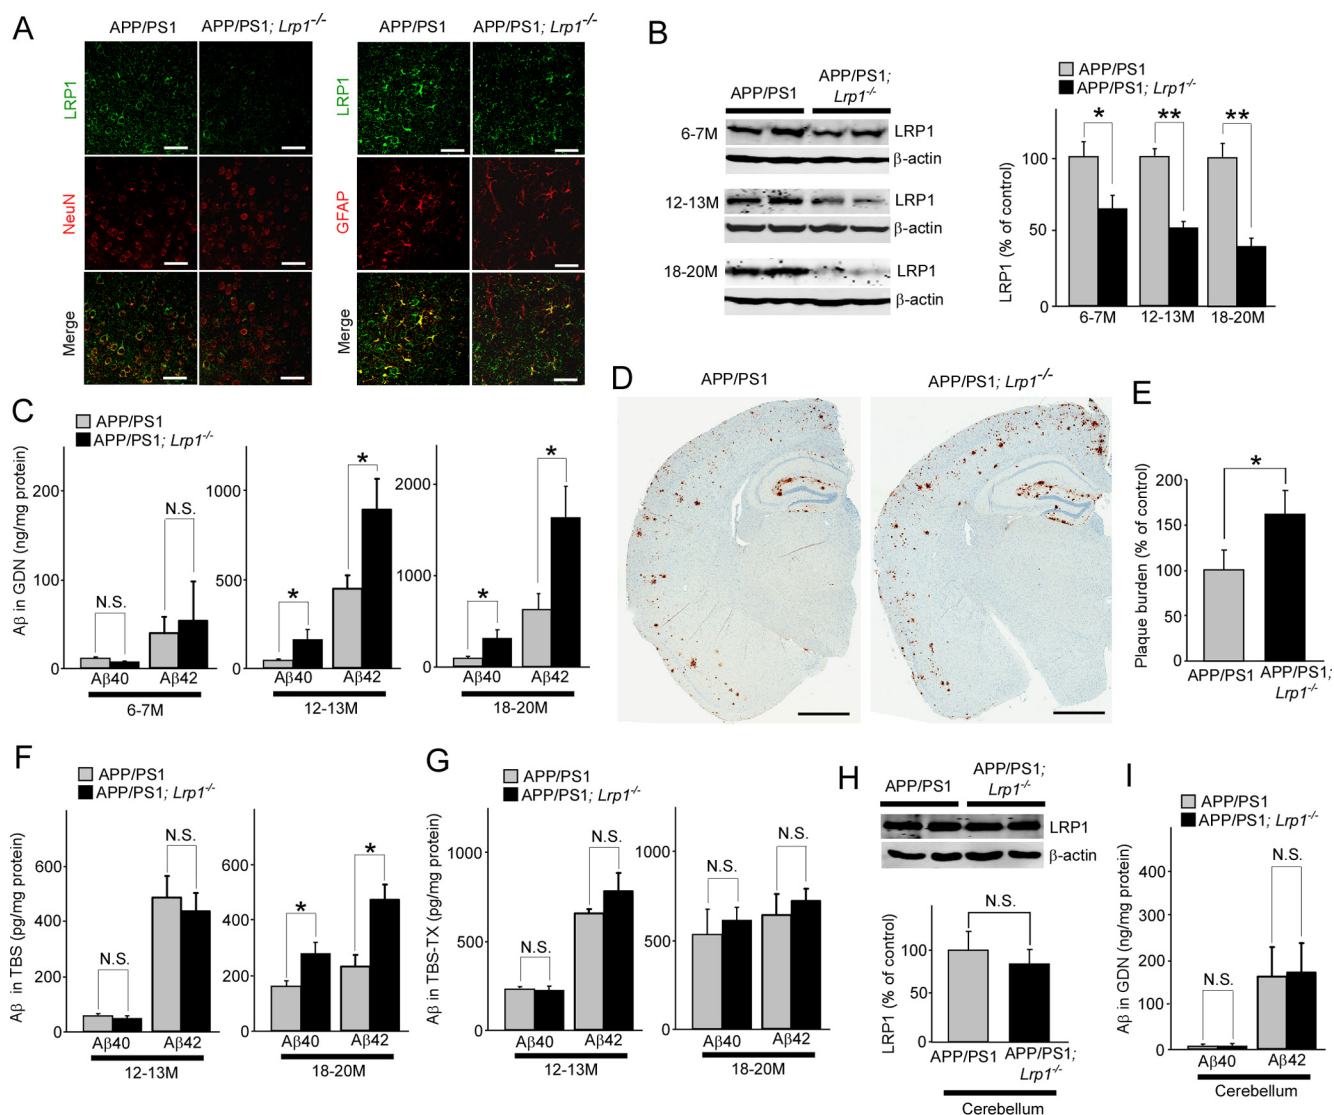 A
APP/PS1
APP/PS1; Lrp1-/-
APP/PS1
APP/PS1; Lrp1-/-
LRP1
NeuN
Merge
LRP1
GFAP
Merge
B
APP/PS1
APP/PS1;
Lrp1-/-
6-7M
LRP1
β-actin
12-13M
LRP1
β-actin
18-20M
LRP1
β-actin
APP/PS1
APP/PS1; Lrp1-/-
LRP1 (% of control)
100
50
0
*
**
**
6-7M
12-13M
18-20M
C
APP/PS1
APP/PS1; Lrp1-/-
Aβ in GDN (ng/mg protein)
200
100
0
N.S.
N.S.
Aβ40
Aβ42
6-7M
1000
500
0
*
*
Aβ40
Aβ42
12-13M
2000
1000
0
*
*
Aβ40
Aβ42
18-20M
D
APP/PS1
APP/PS1; Lrp1-/-
E
Plaque burden (% of control)
200
150
100
50
0
*
APP/PS1
APP/PS1;
Lrp1-/-
F
APP/PS1
APP/PS1; Lrp1-/-
Aβ in TBS (pg/mg protein)
600
400
200
0
N.S.
N.S.
Aβ40
Aβ42
12-13M
600
400
200
0
*
*
Aβ40
Aβ42
18-20M
G
APP/PS1
APP/PS1; Lrp1-/-
Aβ in TBS-TX (pg/mg protein)
1000
500
0
N.S.
N.S.
Aβ40
Aβ42
12-13M
1000
500
0
N.S.
N.S.
Aβ40
Aβ42
18-20M
H
APP/PS1
APP/PS1;
Lrp1-/-
LRP1
β-actin
LRP1 (% of control)
100
50
0
N.S.
APP/PS1
APP/PS1;
Lrp1-/-
Cerebellum
I
APP/PS1
APP/PS1; Lrp1-/-
Aβ in GDN (ng/mg protein)
400
300
200
100
0
N.S.
N.S.
Aβ40
Aβ42
Cerebellum